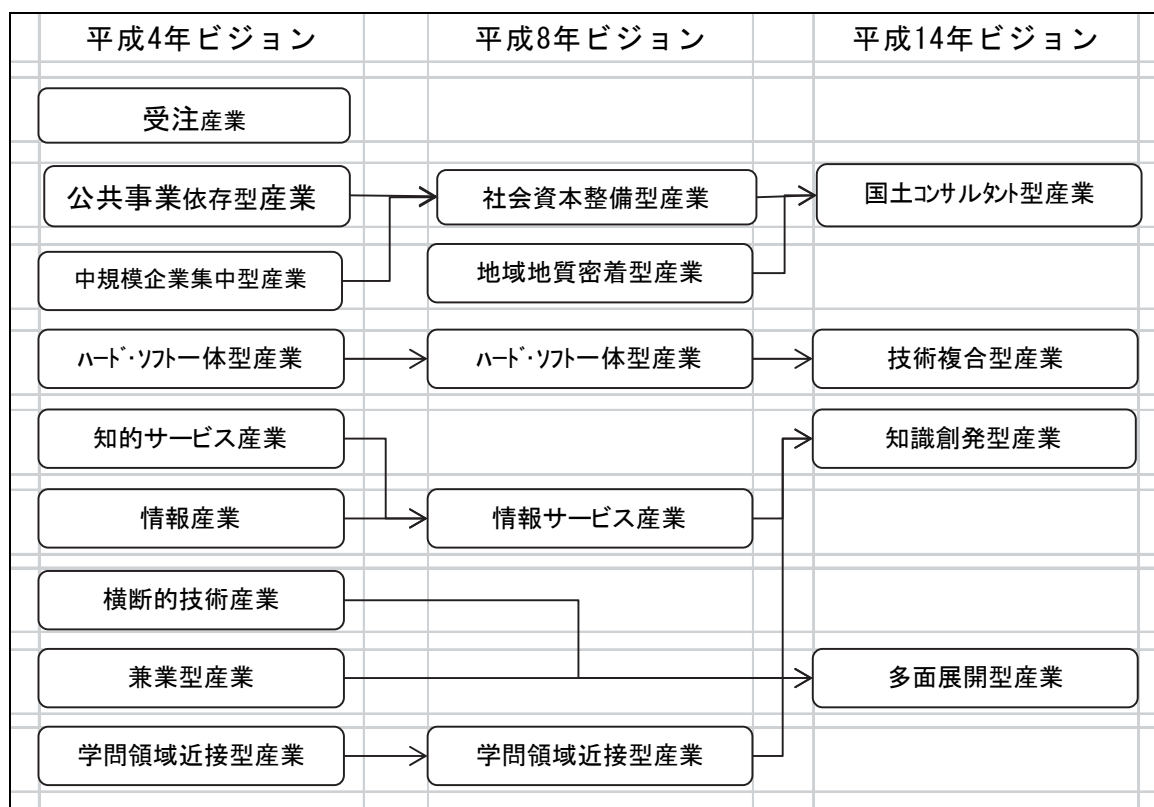 平成4年ビジョン
平成8年ビジョン
平成14年ビジョン
受注産業
公共事業依存型産業
社会資本整備型産業
国土コンサルタント型産業
中規模企業集中型産業
地域地質密着型産業
ハード・ソフト一体型産業
ハード・ソフト一体型産業
技術複合型産業
知的サービス産業
知識創発型産業
情報産業
情報サービス産業
横断的技術産業
兼業型産業
多面展開型産業
学問領域近接型産業
学問領域近接型産業